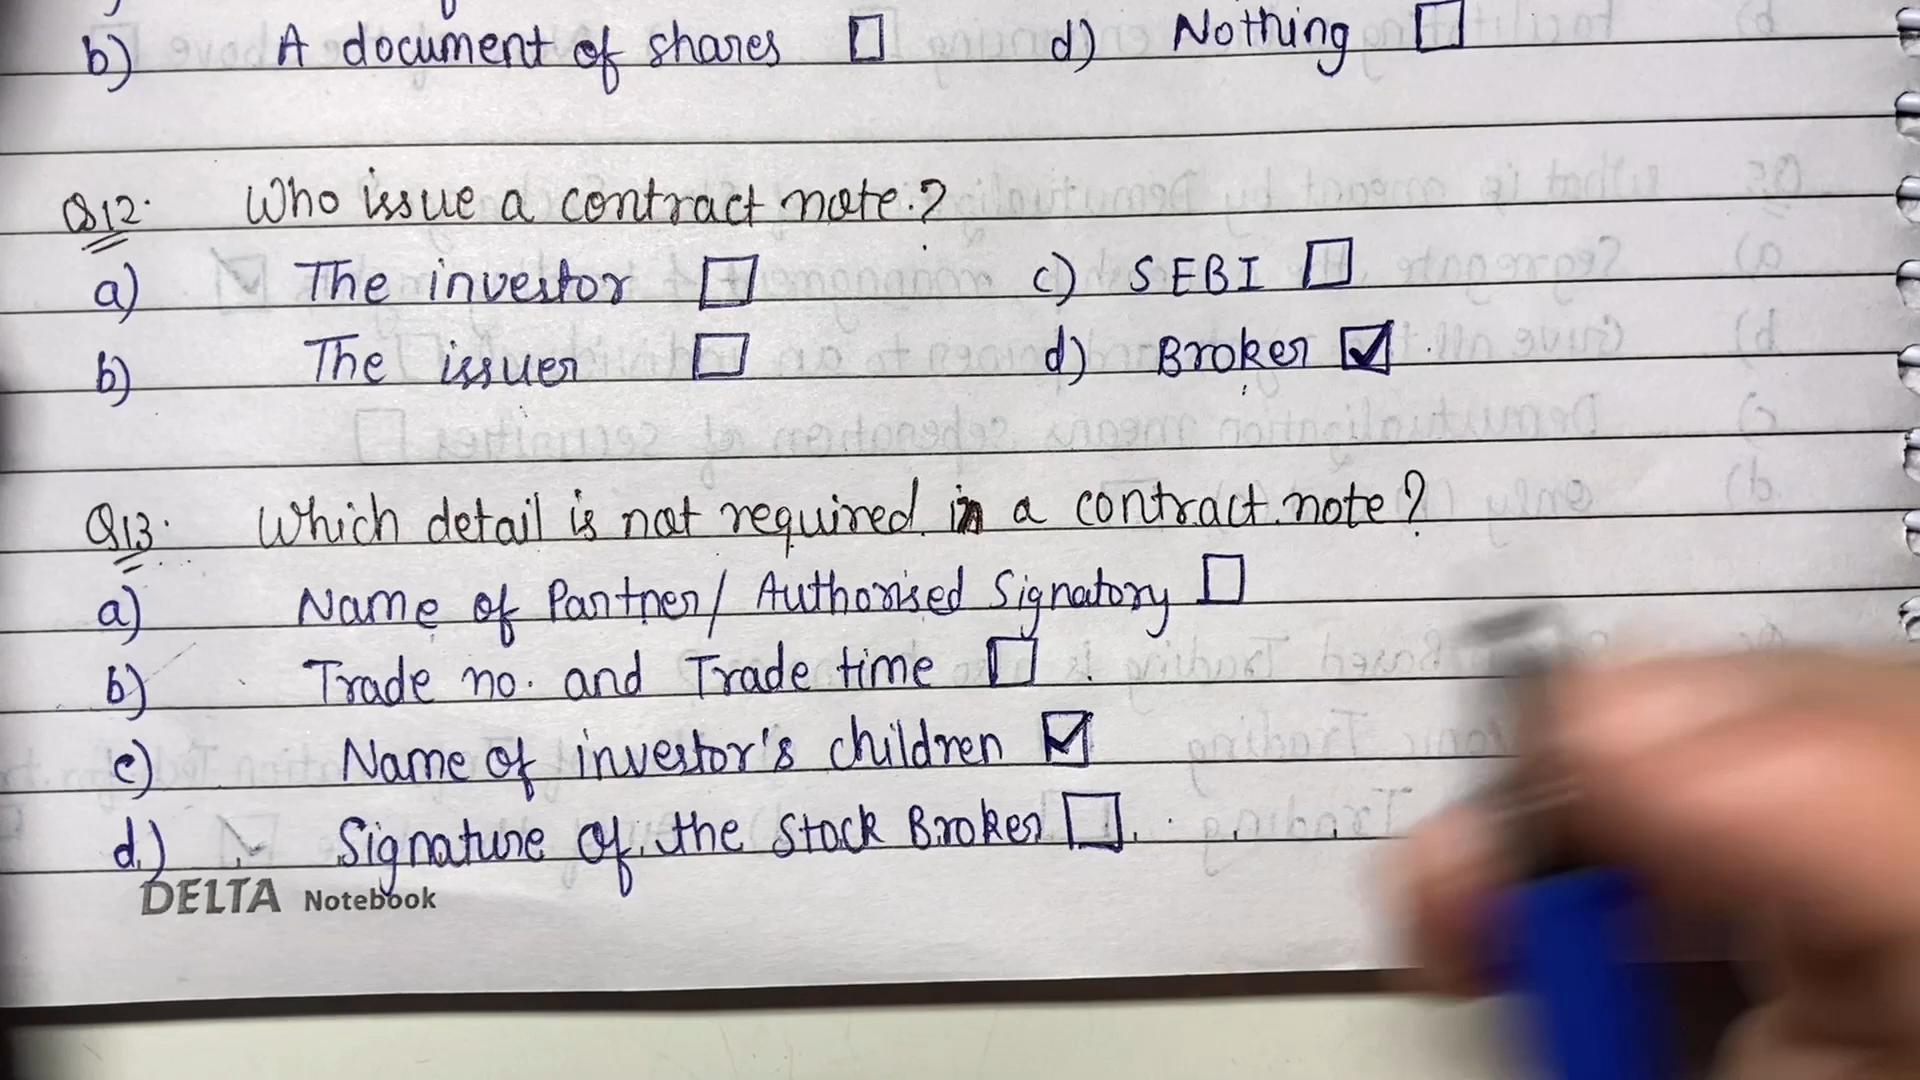 b) A document of shares d) Nothing
Q12. Who issue a contract note.?
a) The investor c) SEBI
b) The issuer d) Broker
Q13. Which detail is not required in a contract note?
a) Name of Partner/ Authorised Signatory
b) Trade no. and Trade time
c) Name of investor's children
d) Signature of the Stock Broker
DELTA Notebook